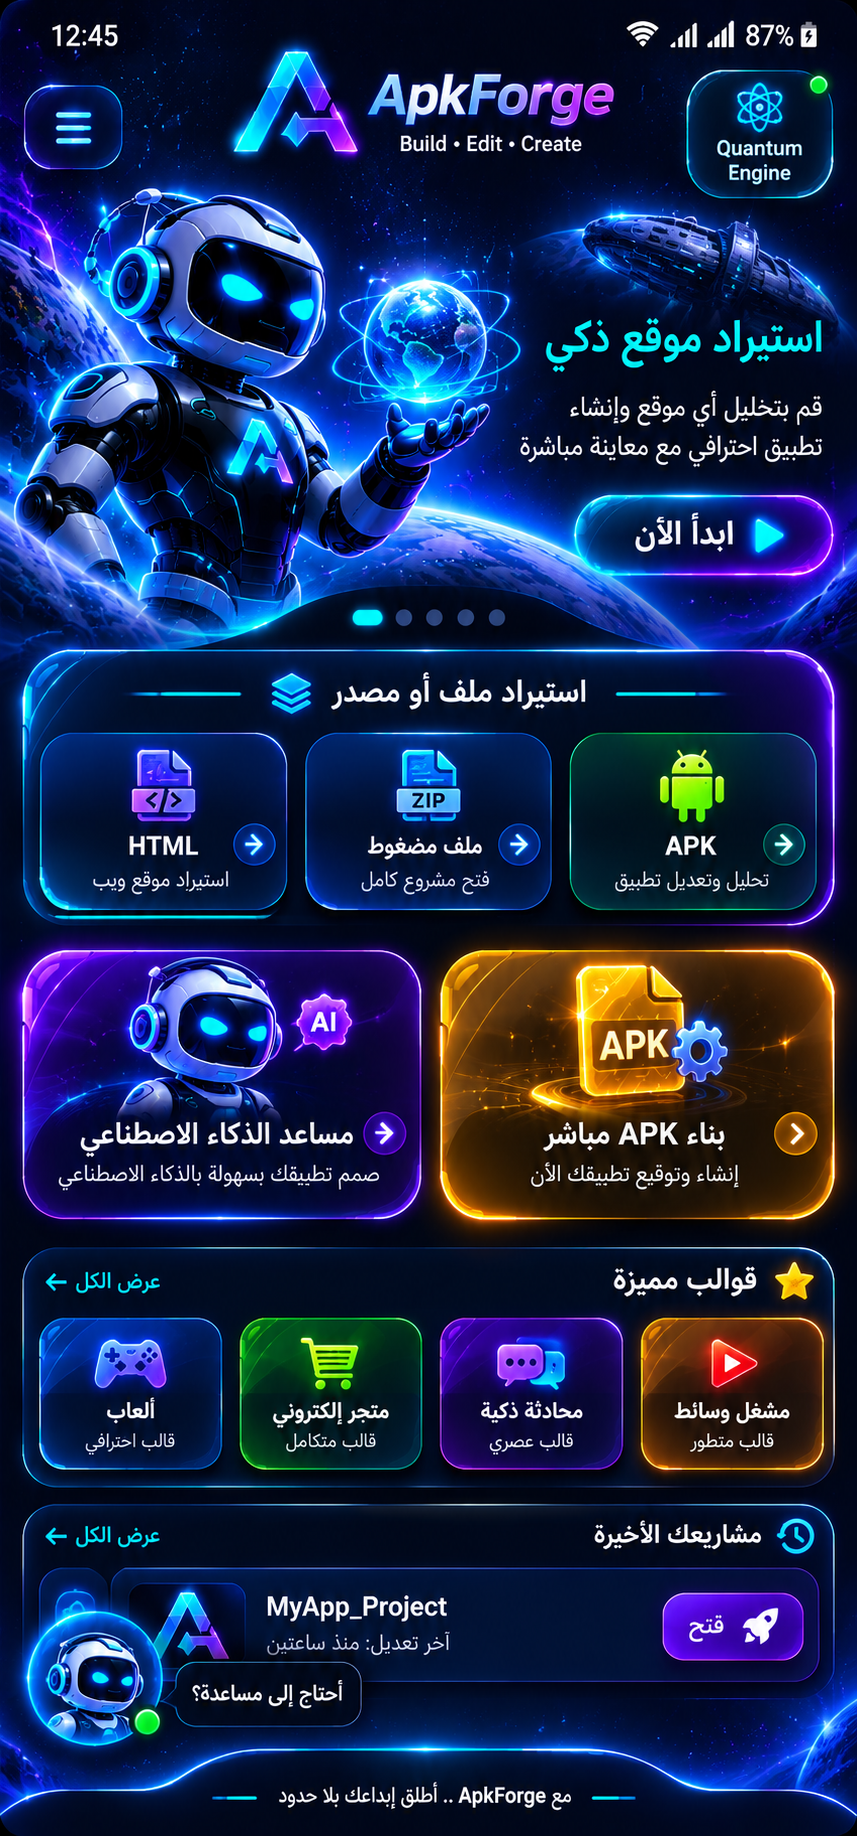 12:45
87%
ApkForge
Build • Edit • Create
Quantum
Engine
استيراد موقع ذكي
قم بتخليل أي موقع وإنشاء
تطبيق احترافي مع معاينة مباشرة
ابدأ الأن
استيراد ملف أو مصدر
APK
تحليل وتعديل تطبيق
ZIP
ملف مضغوط
فتح مشروع كامل
</>
HTML
استيراد موقع ويب
APK
بناء APK مباشر
إنشاء وتوقيع تطبيقك الأن
AI
مساعد الذكاء الاصطناعي
صمم تطبيقك بسهولة بالذكاء الاصطناعي
قوالب مميزة
عرض الكل ←
مشغل وسائط
قالب متطور
محادثة ذكية
قالب عصري
متجر إلكتروني
قالب متكامل
ألعاب
قالب احترافي
مشاريعك الأخيرة
عرض الكل ←
MyApp_Project
آخر تعديل: منذ ساعتين
فتح
أحتاج إلى مساعدة؟
مع ApkForge .. أطلق إبداعك بلا حدود